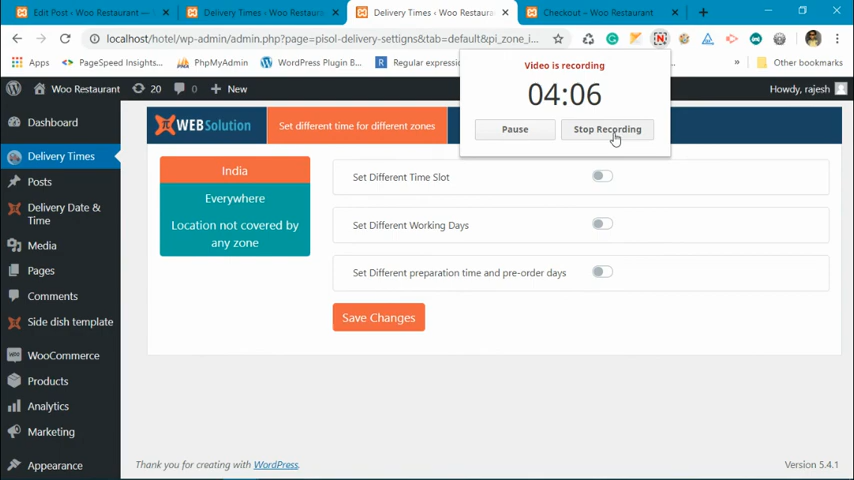 Edit Post ‹ Woo Restaurant —
Delivery Times ‹ Woo Restaura
Delivery Times ‹ Woo Restaura
Checkout – Woo Restaurant
localhost/hotel/wp-admin/admin.php?page=pisol-delivery-settigns&tab=default&pi_zone_i...
Apps
PageSpeed Insights...
PhpMyAdmin
WordPress Plugin B...
Regular expressi
»
Other bookmarks
Video is recording
04:06
Pause
Stop Recording
Woo Restaurant
20
0
+ New
Howdy, rajesh
Dashboard
Delivery Times
Posts
Delivery Date &
Time
Media
Pages
Comments
Side dish template
WooCommerce
Products
Analytics
Marketing
Appearance
WEBSolution
Set different time for different zones
India
Everywhere
Location not covered by
any zone
Set Different Time Slot
Set Different Working Days
Set Different preparation time and pre-order days
Save Changes
Thank you for creating with WordPress.
Version 5.4.1